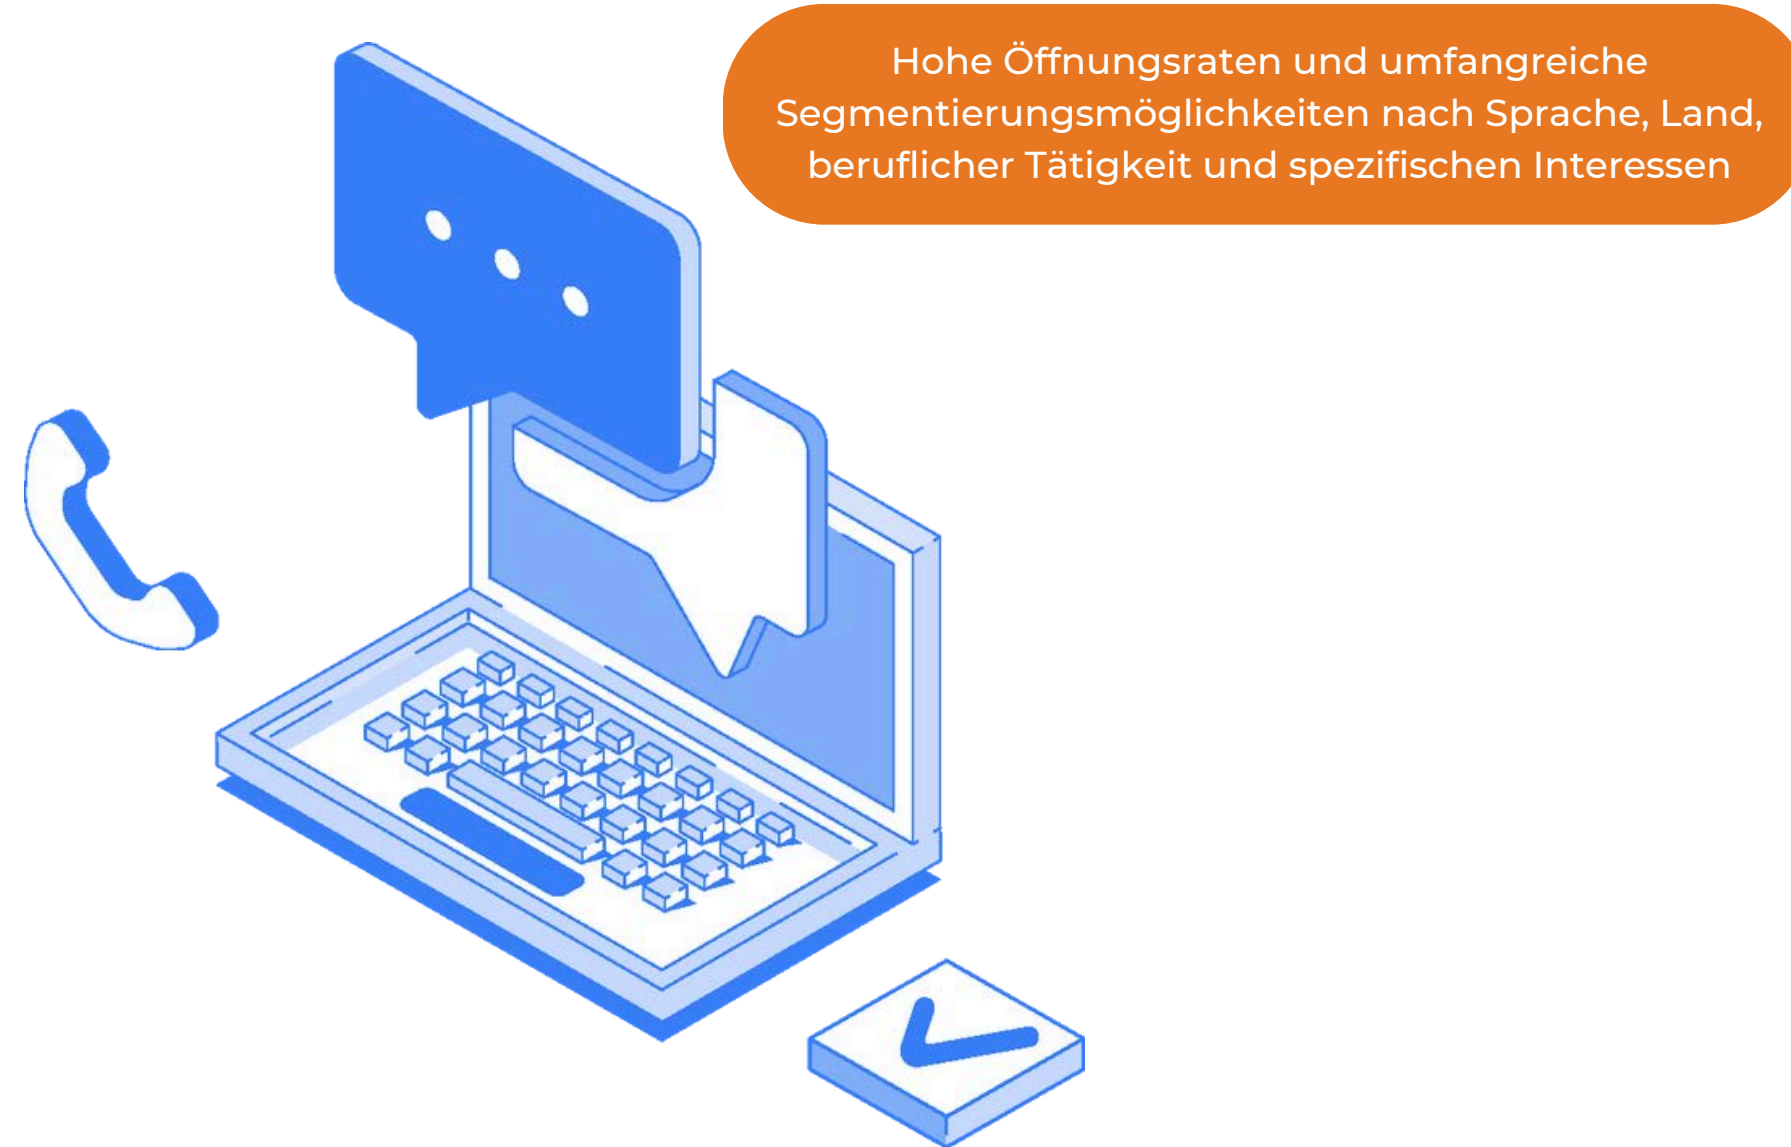 Hohe Öffnungsraten und umfangreiche
Segmentierungsmöglichkeiten nach Sprache, Land,
beruflicher Tätigkeit und spezifischen Interessen